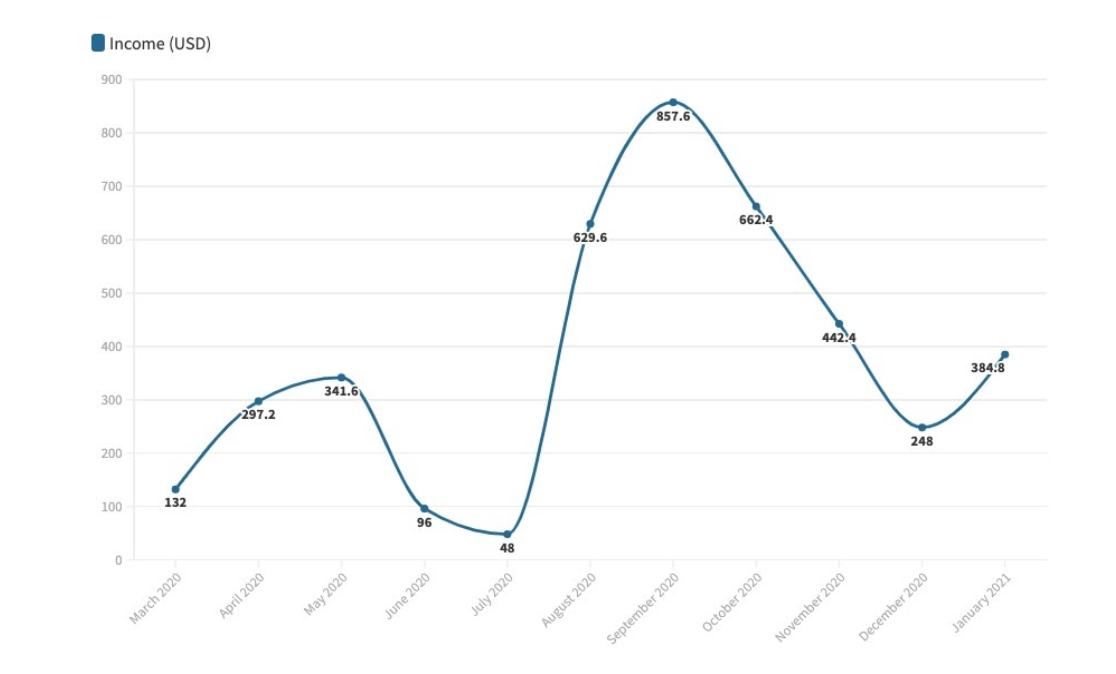 Income (USD)
900
800
700
600
500
400
300
200
100
0
132
297.2
341.6
96
48
629.6
857.6
662.4
442.4
248
384.8
March 2020
April 2020
May 2020
June 2020
July 2020
August 2020
September 2020
October 2020
November 2020
December 2020
January 2021